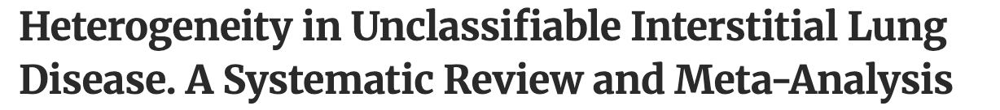 Heterogeneity in Unclassifiable Interstitial Lung
Disease. A Systematic Review and Meta-Analysis